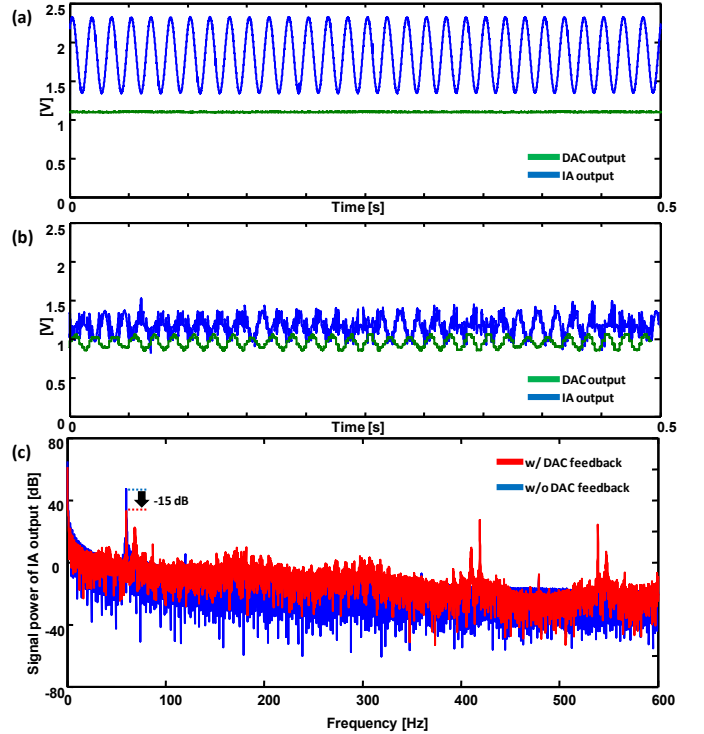 (a)
2.5
2
1.5
1
0.5
0
[V]
DAC output
IA output
0
Time [s]
0.5
(b)
2.5
2
1.5
1
0.5
0
[V]
DAC output
IA output
0
Time [s]
0.5
(c)
80
40
0
-40
-80
Signal power of IA output [dB]
-15 dB
w/ DAC feedback
w/o DAC feedback
0
100
200
300
400
500
600
Frequency [Hz]